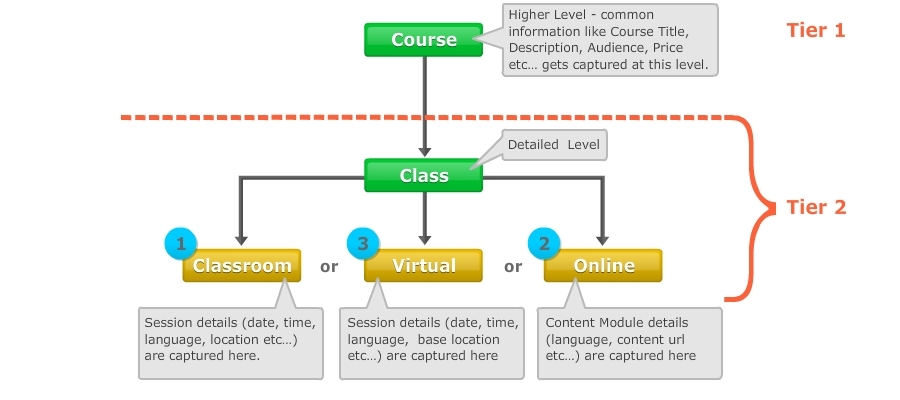 Course
Higher Level - common
information like Course Title,
Description, Audience, Price
etc... gets captured at this level.
Tier 1
Detailed  Level
Class
Tier 2
1
3
2
Classroom
or
Virtual
or
Online
Session details (date, time,
language, location etc...)
are captured here.
Session details (date, time,
language,  base location
etc...) are captured here
Content Module details
(language, content url
etc...) are captured here